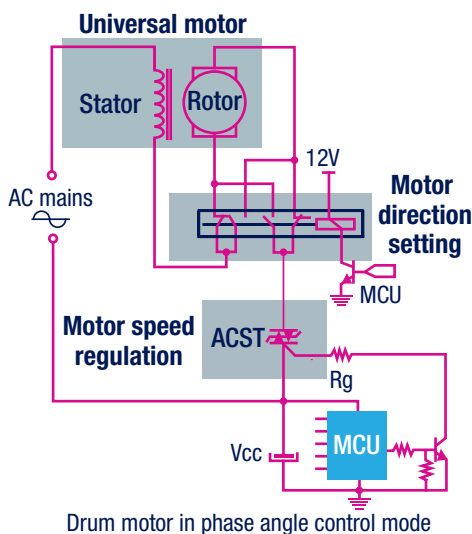 Universal motor
Stator
Rotor
12V
AC mains
Motor
direction
setting
MCU
Motor speed
regulation
ACST
Rg
Vcc
MCU
Drum motor in phase angle control mode